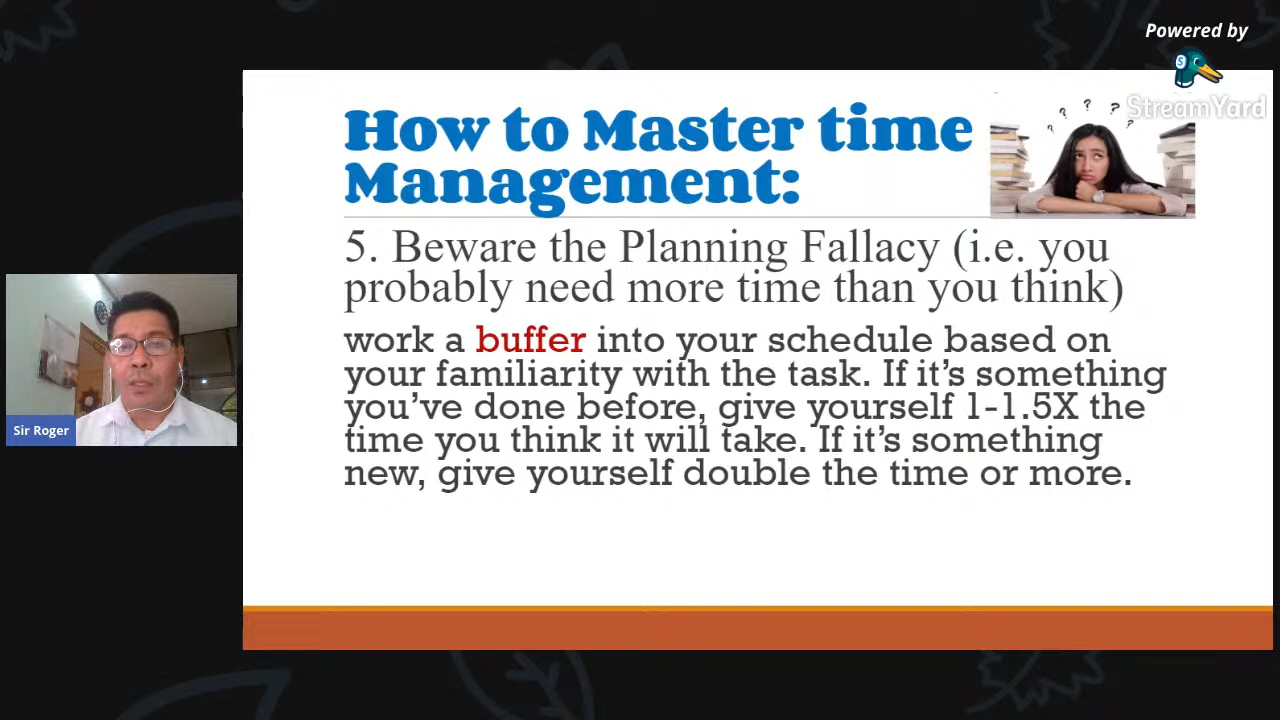 Powered by
StreamYard
How to Master time
Management:
5. Beware the Planning Fallacy (i.e. you
probably need more time than you think)
work a buffer into your schedule based on
your familiarity with the task. If it’s something
you’ve done before, give yourself 1-1.5X the
time you think it will take. If it’s something
new, give yourself double the time or more.
Sir Roger